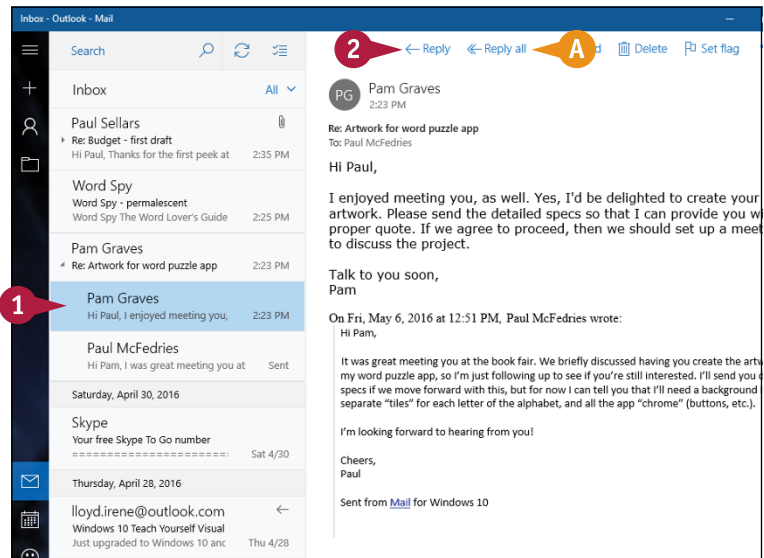 Inbox - Outlook - Mail
Search
Inbox All
Paul Sellars
Re: Budget - first draft
Hi Paul, Thanks for the first peek at 2:35 PM
Word Spy
Word Spy - permalescent
Word Spy The Word Lover's Guide 2:25 PM
Pam Graves
Re: Artwork for word puzzle app 2:23 PM
1
Pam Graves
Hi Paul, I enjoyed meeting you, 2:23 PM
Paul McFedries
Hi Pam, I was great meeting you at Sent
Saturday, April 30, 2016
Skype
Your free Skype To Go number
======================= Sat 4/30
Thursday, April 28, 2016
lloyd.irene@outlook.com
Windows 10 Teach Yourself Visual
Just upgraded to Windows 10 anc Thu 4/28
2 Reply Reply all A d Delete Set flag
PG
Pam Graves
2:23 PM
Re: Artwork for word puzzle app
To: Paul McFedries
Hi Paul,
I enjoyed meeting you, as well. Yes, I'd be delighted to create your
artwork. Please send the detailed specs so that I can provide you wi
proper quote. If we agree to proceed, then we should set up a meet
to discuss the project.
Talk to you soon,
Pam
On Fri, May 6, 2016 at 12:51 PM, Paul McFedries wrote:
Hi Pam,
It was great meeting you at the book fair. We briefly discussed having you create the artw
my word puzzle app, so I'm just following up to see if you're still interested. I'll send you
specs if we move forward with this, but for now I can tell you that I'll need a background
separate “tiles” for each letter of the alphabet, and all the app “chrome” (buttons, etc.).
I'm looking forward to hearing from you!
Cheers,
Paul
Sent from Mail for Windows 10